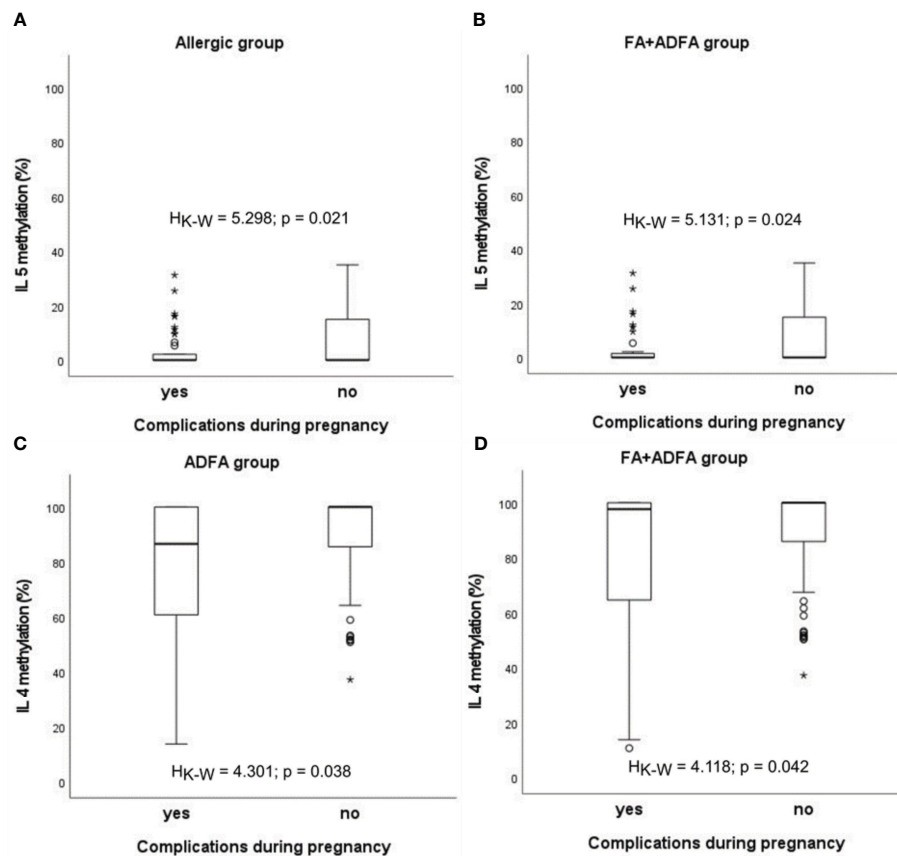 A
Allergic group
100
80
60
40
20
0
IL 5 methylation (%)
H K-W = 5.298; p = 0.021
yes
no
Complications during pregnancy
B
FA+ADFA group
100
80
60
40
20
0
IL 5 methylation (%)
H K-W = 5.131; p = 0.024
yes
no
Complications during pregnancy
C
ADFA group
100
80
60
40
20
0
IL 4 methylation (%)
H K-W = 4.301; p = 0.038
yes
no
Complications during pregnancy
D
FA+ADFA group
100
80
60
40
20
0
IL 4 methylation (%)
H K-W = 4.118; p = 0.042
yes
no
Complications during pregnancy